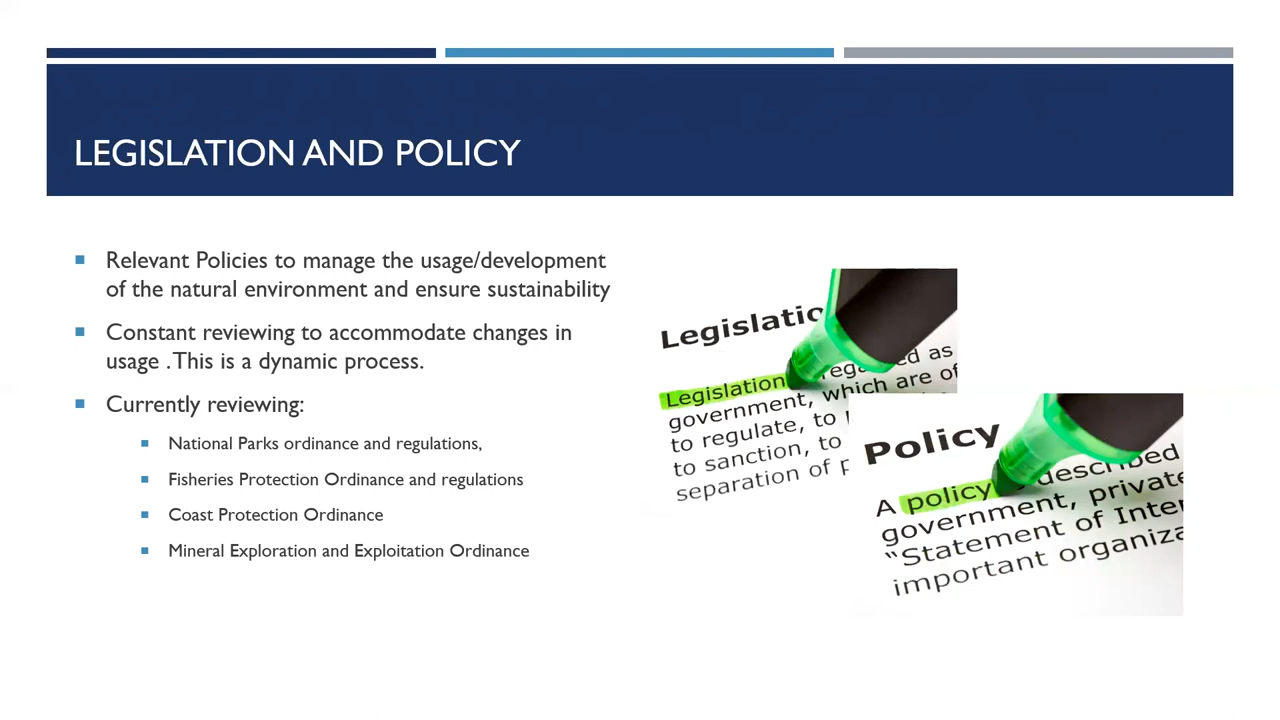 LEGISLATION AND POLICY
Relevant Policies to manage the usage/development
of the natural environment and ensure sustainability
Constant reviewing to accommodate changes in
usage .This is a dynamic process.
Currently reviewing:
National Parks ordinance and regulations,
Fisheries Protection Ordinance and regulations
Coast Protection Ordinance
Mineral Exploration and Exploitation Ordinance
Legislatio
Legislation as
government, which are of
to regulate, to
to sanction, to
separation of
Policy
A policy described
government, private
“Statement of Inter
important organiza